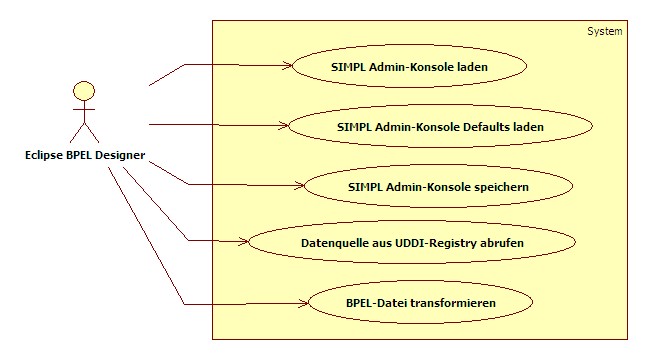 System
SIMPL Admin-Konsole laden
SIMPL Admin-Konsole Defaults laden
Eclipse BPEL Designer
SIMPL Admin-Konsole speichern
Datenquelle aus UDDI-Registry abrufen
BPEL-Datei transformieren